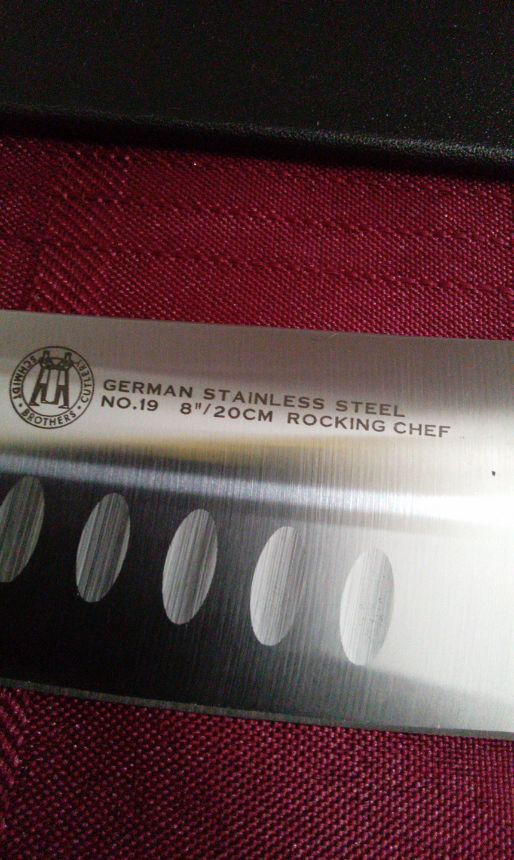 SCHMIDT · BROTHERS · CUTLERY
GERMAN STAINLESS STEEL
NO.19 8"/20CM ROCKING CHEF